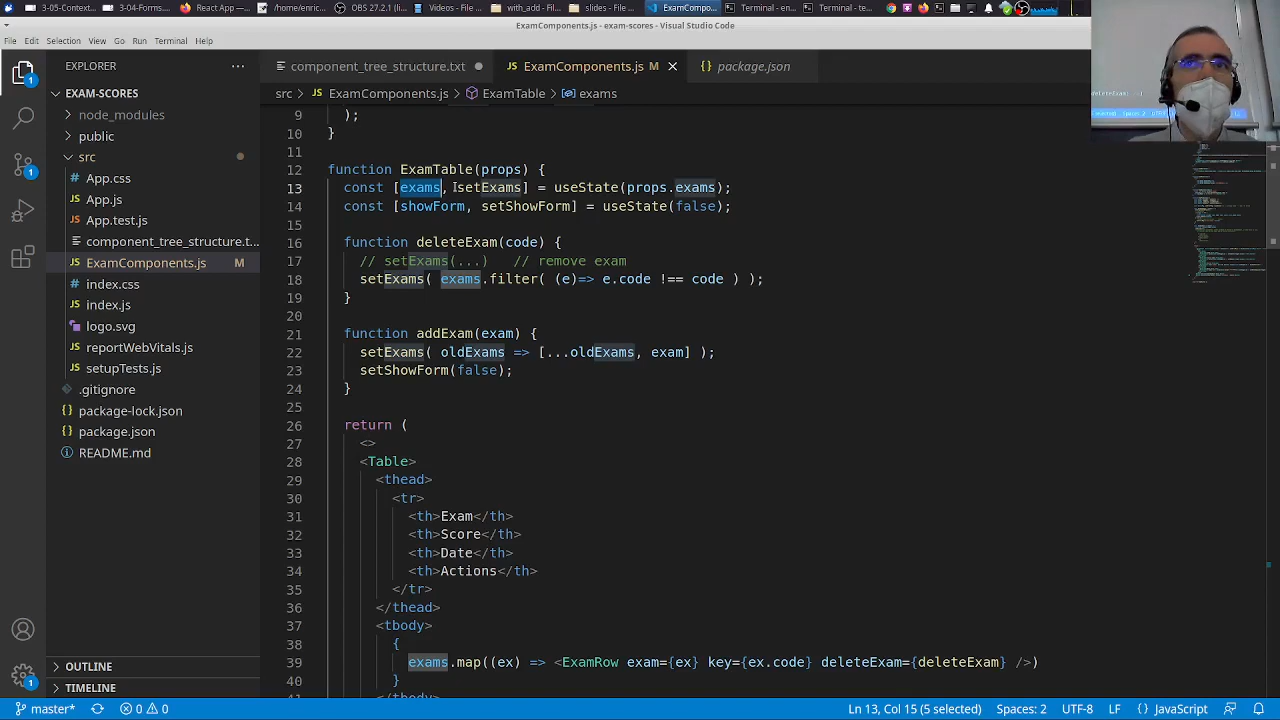 3-05-Context...
3-04-Forms....
React App —...
/home/enric...
OBS 27.2.1 (...
Videos - File...
with_add - Fi...
slides - File...
ExamCompo...
Terminal - en...
Terminal - te...
ExamComponents.js - exam-scores - Visual Studio Code
File Edit Selection View Go Run Terminal Help
EXPLORER
component_tree_structure.txt
ExamComponents.js M
package.json
src > ExamComponents.js > ExamTable > exams
EXAM-SCORES
node_modules
public
src
App.css
App.js
App.test.js
component_tree_structure.t...
ExamComponents.js M
index.js
logo.svg
reportWebVitals.js
setupTests.js
.gitignore
package-lock.json
package.json
README.md
OUTLINE
TIMELINE
9 );
10 }
11
12 function ExamTable(props) {
13 const [exams, setExams] = useState(props.exams);
14 const [showForm, setShowForm] = useState(false);
15
16 function deleteExam(code) {
17 // setExams(...) // remove exam
18 setExams ( exams.filter( (e)=> e.code !== code ) );
19 }
20
21 function addExam(exam) {
22 setExams( oldExams => [...oldExams, exam] );
23 setShowForm(false);
24 }
25
26 return (
27 <>
28 <Table>
29 <thead>
30 <tr>
31 <th>Exam</th>
32 <th>Score</th>
33 <th>Date</th>
34 <th>Actions</th>
35 </tr>
36 </thead>
37 <tbody>
38 {
39 exams.map((ex) => <ExamRow exam={ex} key={ex.code} deleteExam={deleteExam} />)
40 }
41 </tbody>
master* 0 0 Ln 13, Col 15 (5 selected) Spaces: 2 UTF-8 LF {} JavaScript